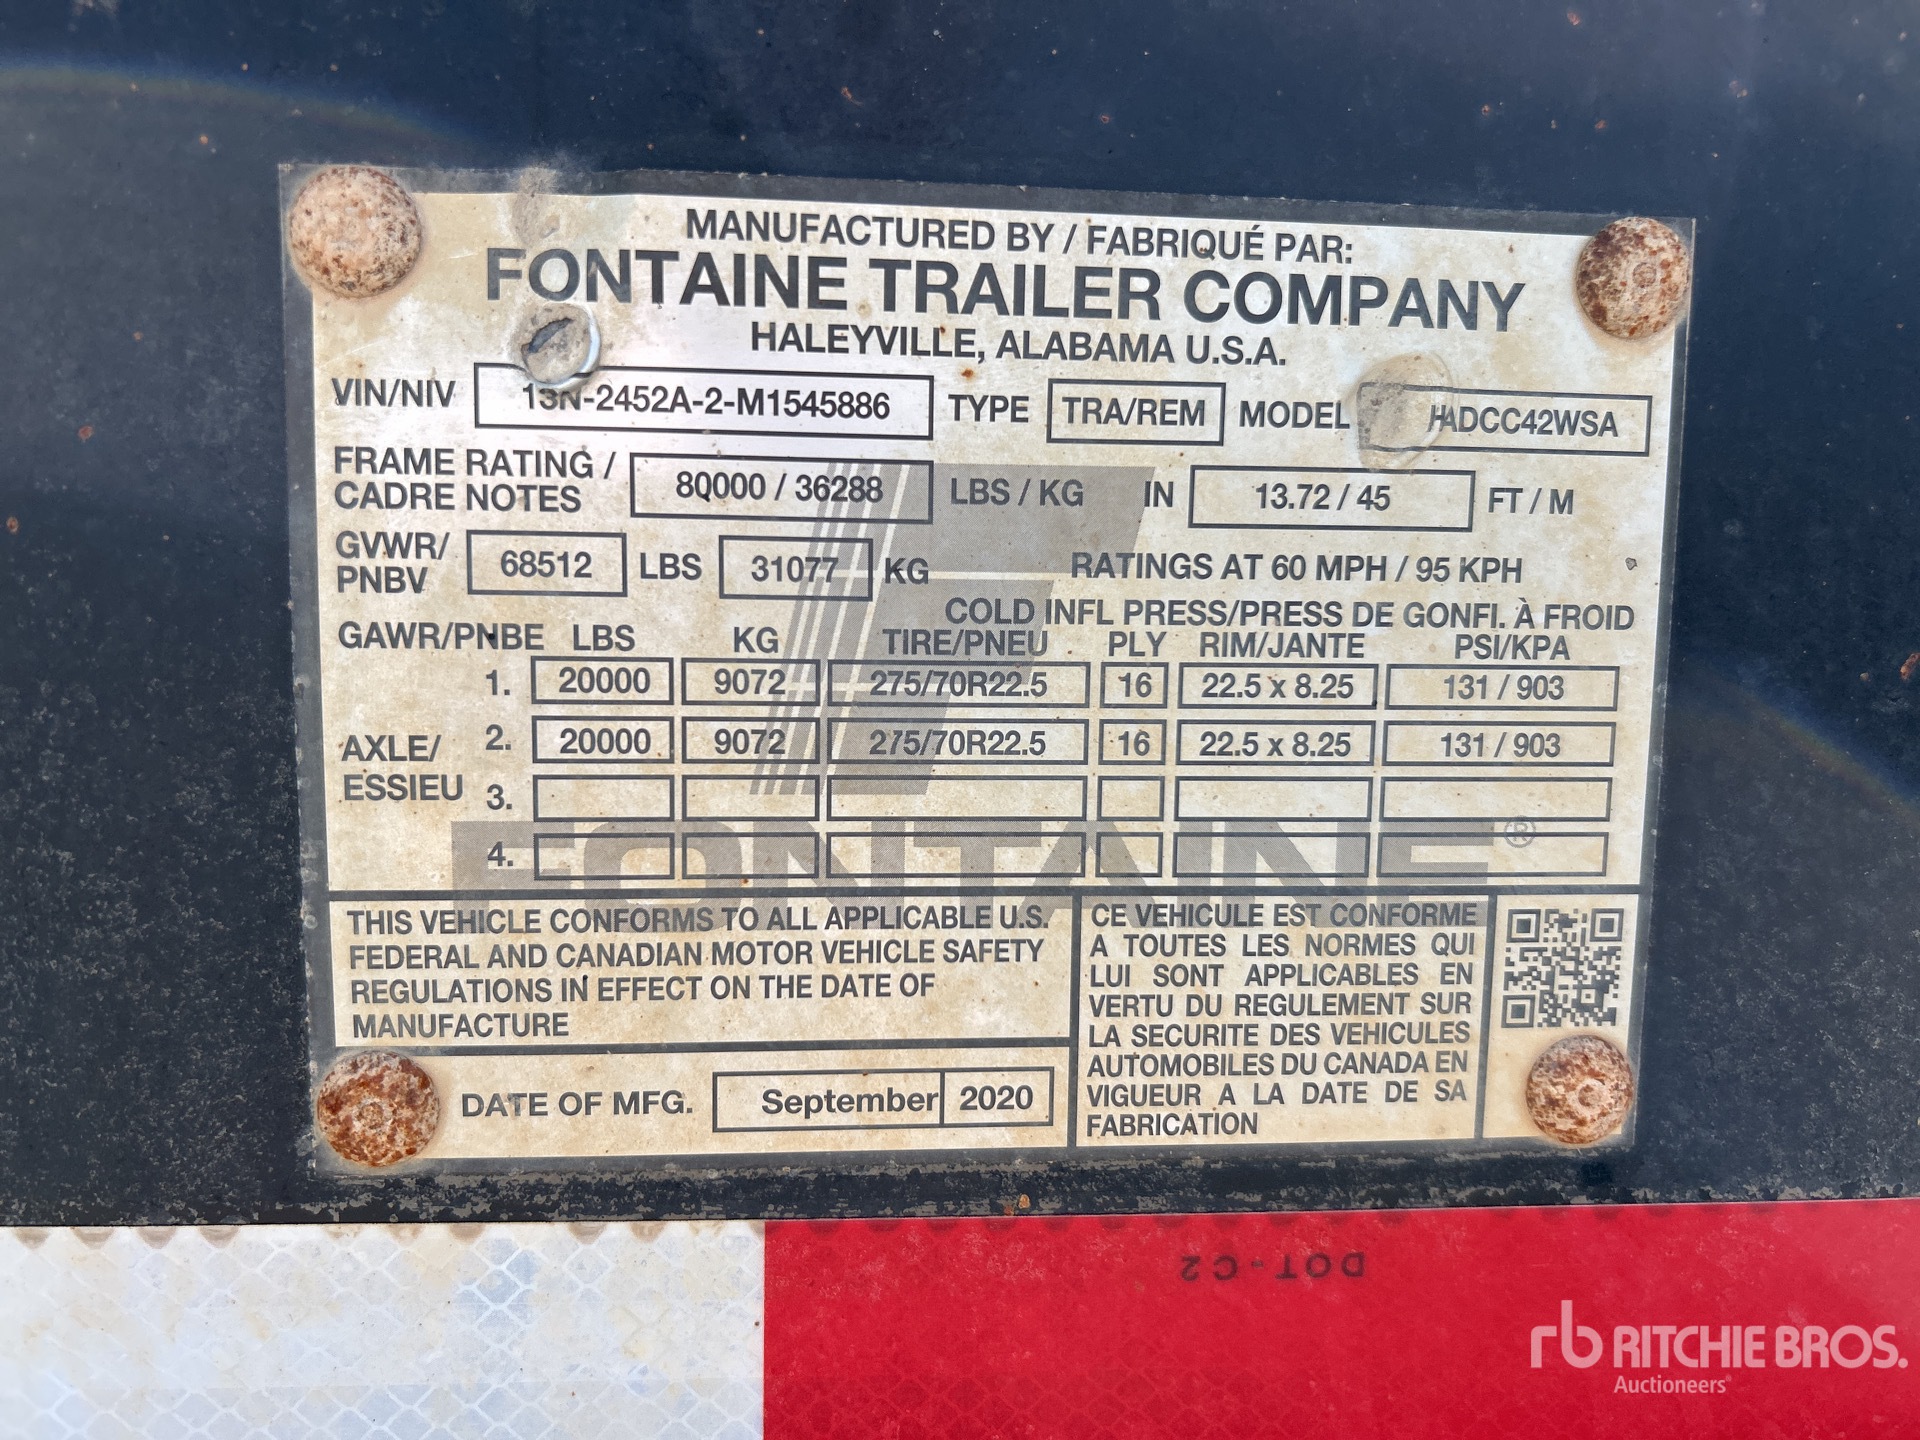 MANUFACTURED BY / FABRIQUÉ PAR:
FONTAINE TRAILER COMPANY
HALEYVILLE, ALABAMA U.S.A.
VIN/NIV 13N-2452A-2-M1545886 TYPE TRA/REM MODEL HADCC42WSA
FRAME RATING /
CADRE NOTES 80000 / 36288 LBS / KG IN 13.72 / 45 FT / M
GVWR/
PNBV 68512 LBS 31077 KG RATINGS AT 60 MPH / 95 KPH
COLD INFL PRESS/PRESS DE GONFI. À FROID
GAWR/PNBE LBS KG TIRE/PNEU PLY RIM/JANTE PSI/KPA
1. 20000 9072 275/70R22.5 16 22.5 x 8.25 131 / 903
AXLE/
ESSIEU
2. 20000 9072 275/70R22.5 16 22.5 x 8.25 131 / 903
3.
4.
FONTAINE ®
THIS VEHICLE CONFORMS TO ALL APPLICABLE U.S.
FEDERAL AND CANADIAN MOTOR VEHICLE SAFETY
REGULATIONS IN EFFECT ON THE DATE OF
MANUFACTURE
DATE OF MFG. September 2020
CE VEHICULE EST CONFORME
A TOUTES LES NORMES QUI
LUI SONT APPLICABLES EN
VERTU DU REGULEMENT SUR
LA SECURITE DES VEHICULES
AUTOMOBILES DU CANADA EN
VIGUEUR A LA DATE DE SA
FABRICATION
DOT-C2
rb RITCHIE BROS.
Auctioneers